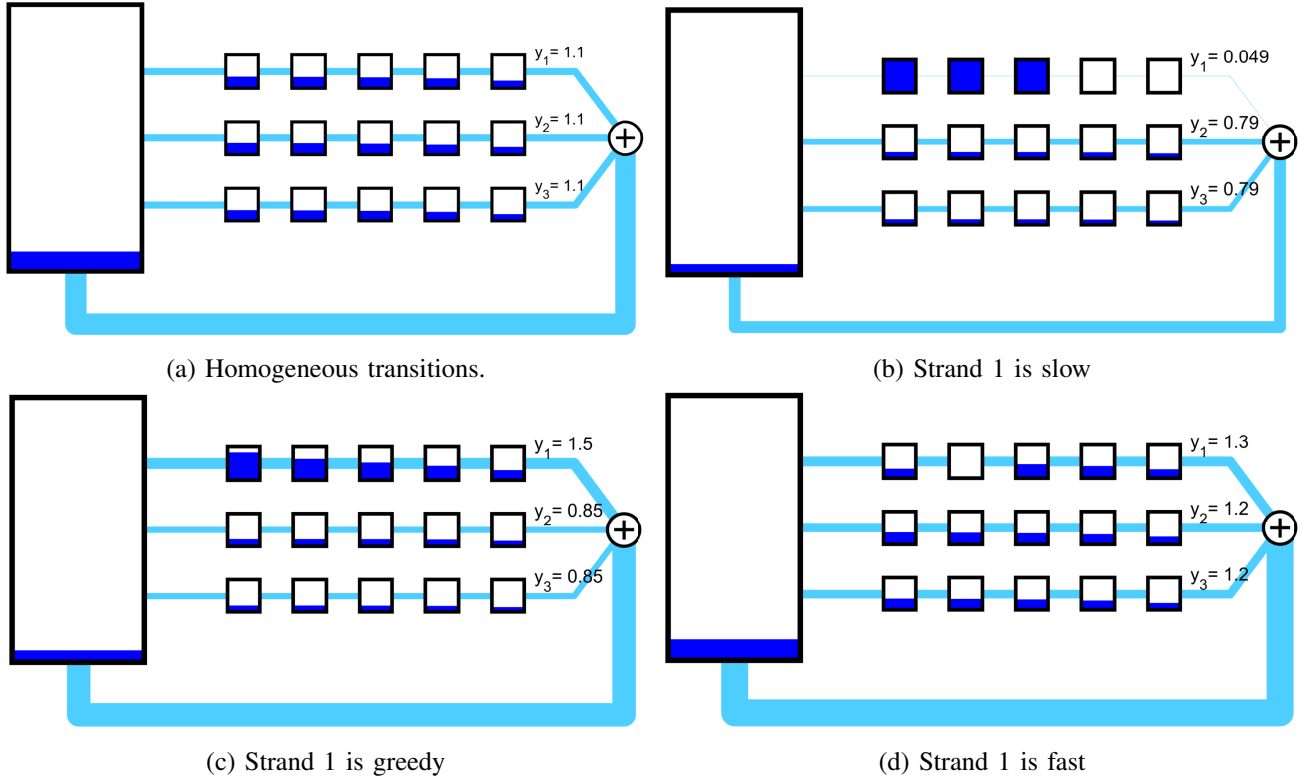 y1= 1.1
y2= 1.1
y3= 1.1
(a) Homogeneous transitions.
y1= 0.049
y2= 0.79
y3= 0.79
(b) Strand 1 is slow
y1= 1.5
y2= 0.85
y3= 0.85
(c) Strand 1 is greedy
y1= 1.3
y2= 1.2
y3= 1.2
(d) Strand 1 is fast